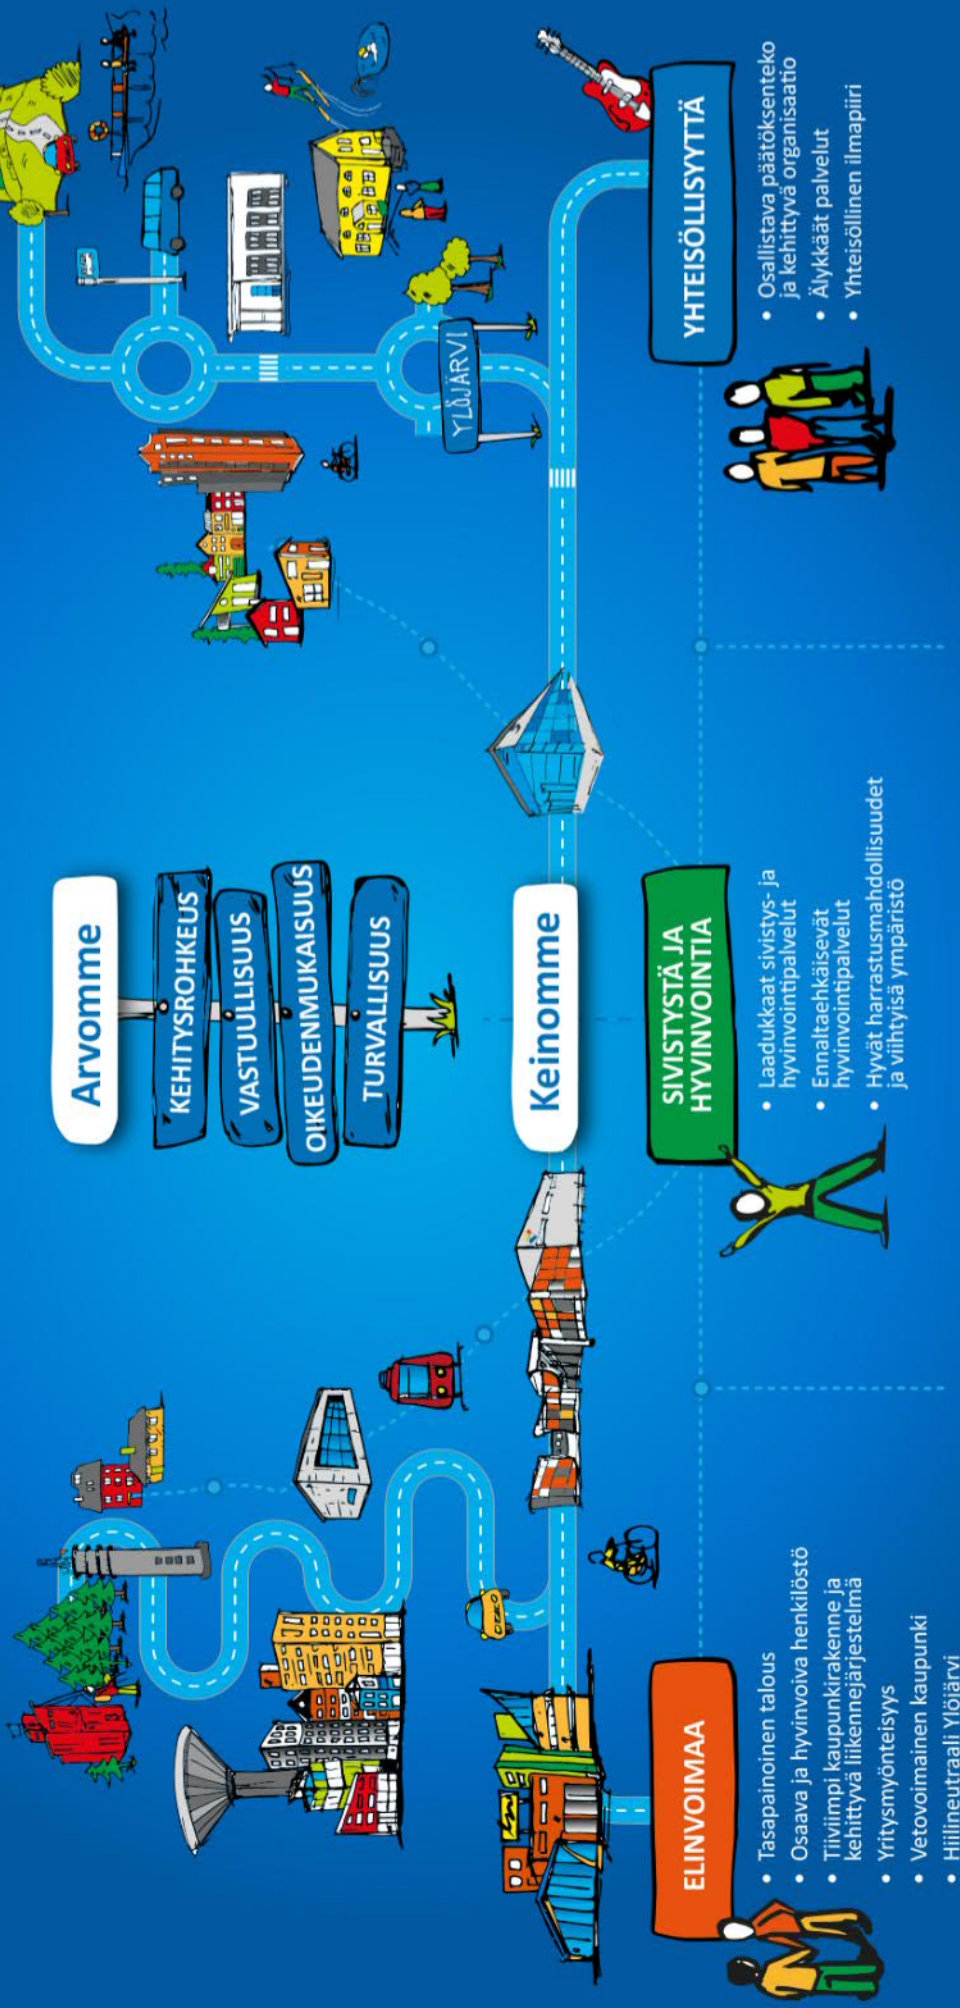 Arvomme
KEHITYSROHKEUS
VASTUULLISUUS
OIKEUDENMUKAISUUS
TURVALLISUUS
YLÖJÄRVI
Keinomme
ELINVOIMAA
• Tasapainoinen talous
• Osaava ja hyvinvoiva henkilöstö
• Tiiviimpi kaupunkirakenne ja
kehittyvä liikennejärjestelmä
• Yritysmyönteisyys
• Vetovoimainen kaupunki
• Hiilineutraali Ylöjärvi
SIVISTYSTÄ JA
HYVINVOINTIA
• Laadukkaat sivistys- ja
hyvinvointipalvelut
• Ennaltaehkäisevät
hyvinvointipalvelut
• Hyvät harrastusmahdollisuudet
ja viihtyisä ympäristö
YHTEISÖLLISYYTTÄ
• Osallistava päätöksenteko
ja kehittyvä organisaatio
• Älykkäät palvelut
• Yhteisöllinen ilmapiiri